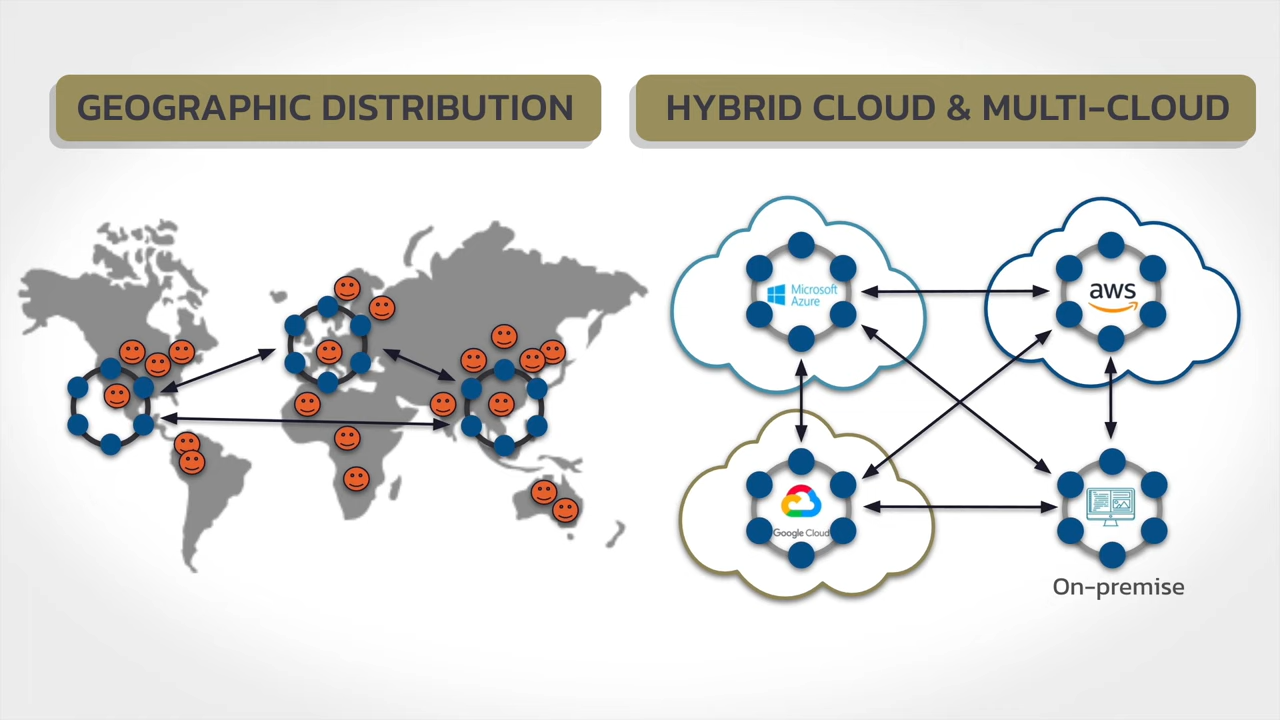 GEOGRAPHIC DISTRIBUTION
HYBRID CLOUD & MULTI-CLOUD
Microsoft
Azure
aws
Google Cloud
On-premise